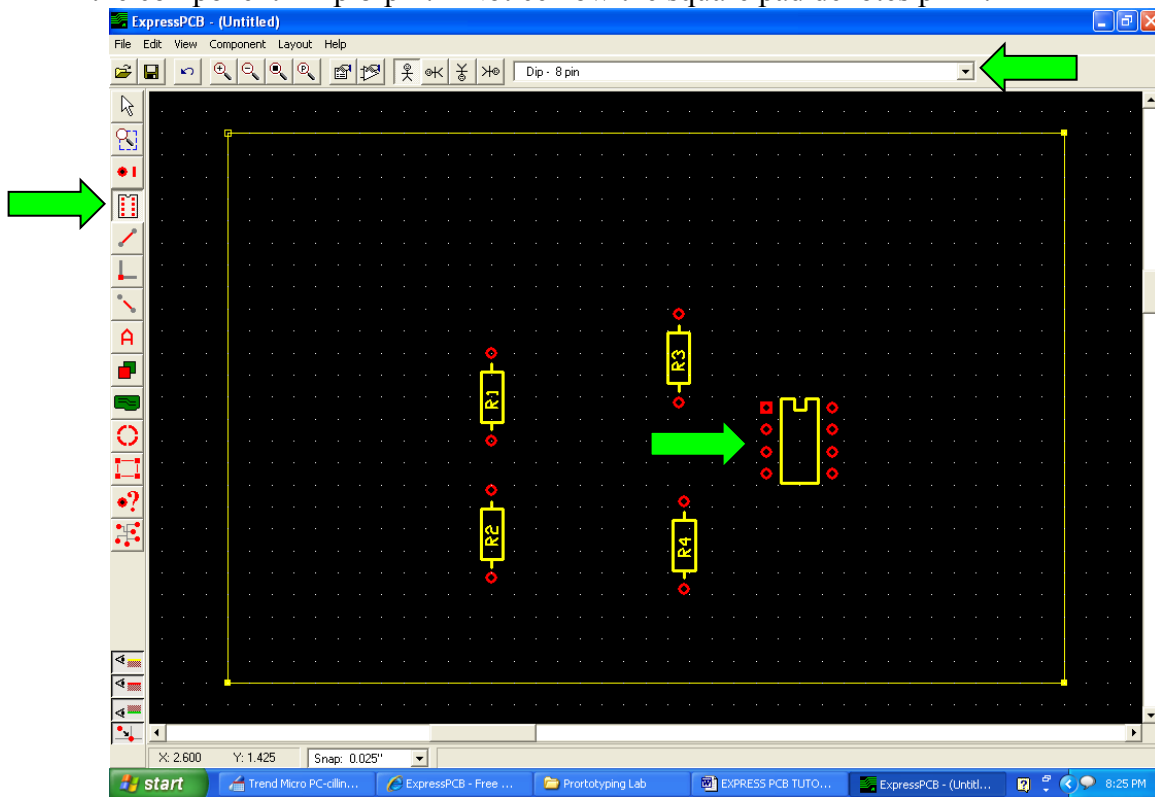 ExpressPCB - (Untitled)
File Edit View Component Layout Help
Dip - 8 pin
A
R3
R1
R2
R4
?
X: 2.600 Y: 1.425 Snap: 0.025"
start Trend Micro PC-cillin... ExpressPCB - Free ... Prortotyping Lab EXPRESS PCB TUTO... ExpressPCB - (Untitl... 8:25 PM